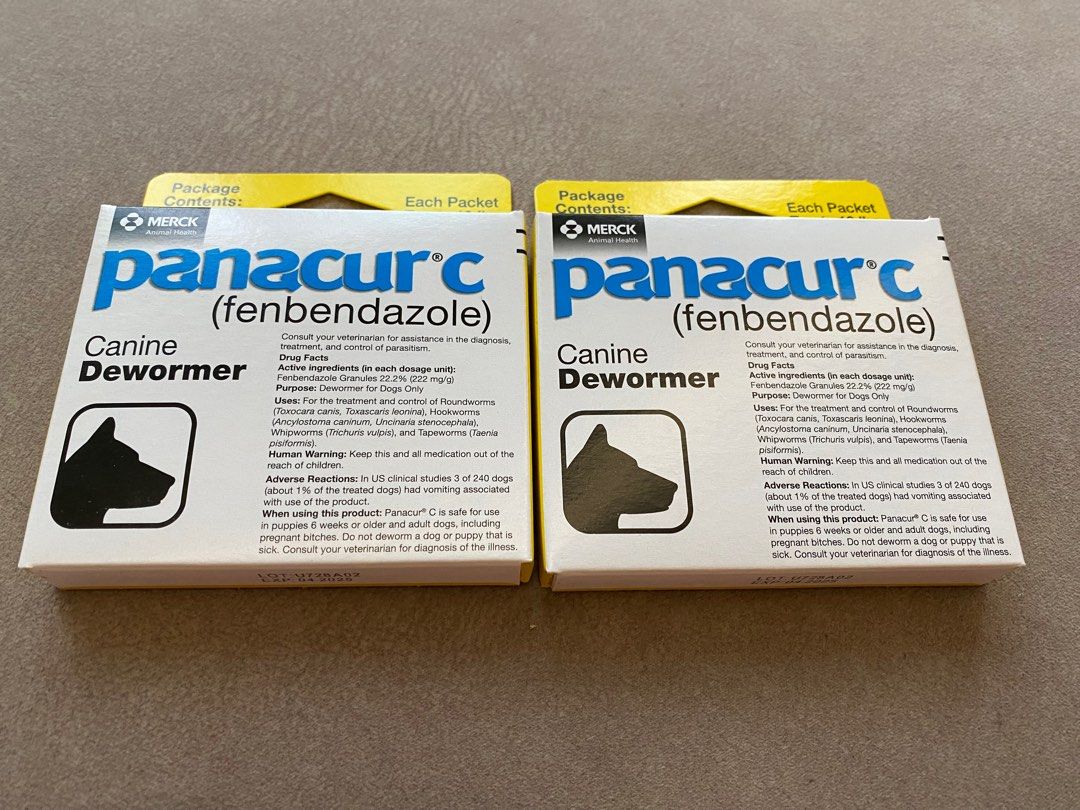 Package
Contents:
Each Packet
MERCK
Animal Health
panacur® c
(fenbendazole)
Canine
Dewormer
Consult your veterinarian for assistance in the diagnosis,
treatment, and control of parasitism.
Drug Facts
Active ingredients (in each dosage unit):
Fenbendazole Granules 22.2% (222 mg/g)
Purpose: Dewormer for Dogs Only
Uses: For the treatment and control of Roundworms
(Toxocara canis, Toxascaris leonina), Hookworms
(Ancylostoma caninum, Uncinaria stenocephala),
Whipworms (Trichuris vulpis), and Tapeworms (Taenia
pisiformis).
Human Warning: Keep this and all medication out of the
reach of children.
Adverse Reactions: In US clinical studies 3 of 240 dogs
(about 1% of the treated dogs) had vomiting associated
with use of the product.
When using this product: Panacur® C is safe for use
in puppies 6 weeks or older and adult dogs, including
pregnant bitches. Do not deworm a dog or puppy that is
sick. Consult your veterinarian for diagnosis of the illness.
LOT: U728A02
EXP: 04 2025
Package
Contents:
Each Packet
MERCK
Animal Health
panacur® c
(fenbendazole)
Canine
Dewormer
Consult your veterinarian for assistance in the diagnosis,
treatment, and control of parasitism.
Drug Facts
Active ingredients (in each dosage unit):
Fenbendazole Granules 22.2% (222 mg/g)
Purpose: Dewormer for Dogs Only
Uses: For the treatment and control of Roundworms
(Toxocara canis, Toxascaris leonina), Hookworms
(Ancylostoma caninum, Uncinaria stenocephala),
Whipworms (Trichuris vulpis), and Tapeworms (Taenia
pisiformis).
Human Warning: Keep this and all medication out of the
reach of children.
Adverse Reactions: In US clinical studies 3 of 240 dogs
(about 1% of the treated dogs) had vomiting associated
with use of the product.
When using this product: Panacur® C is safe for use
in puppies 6 weeks or older and adult dogs, including
pregnant bitches. Do not deworm a dog or puppy that is
sick. Consult your veterinarian for diagnosis of the illness.
LOT: U728A02